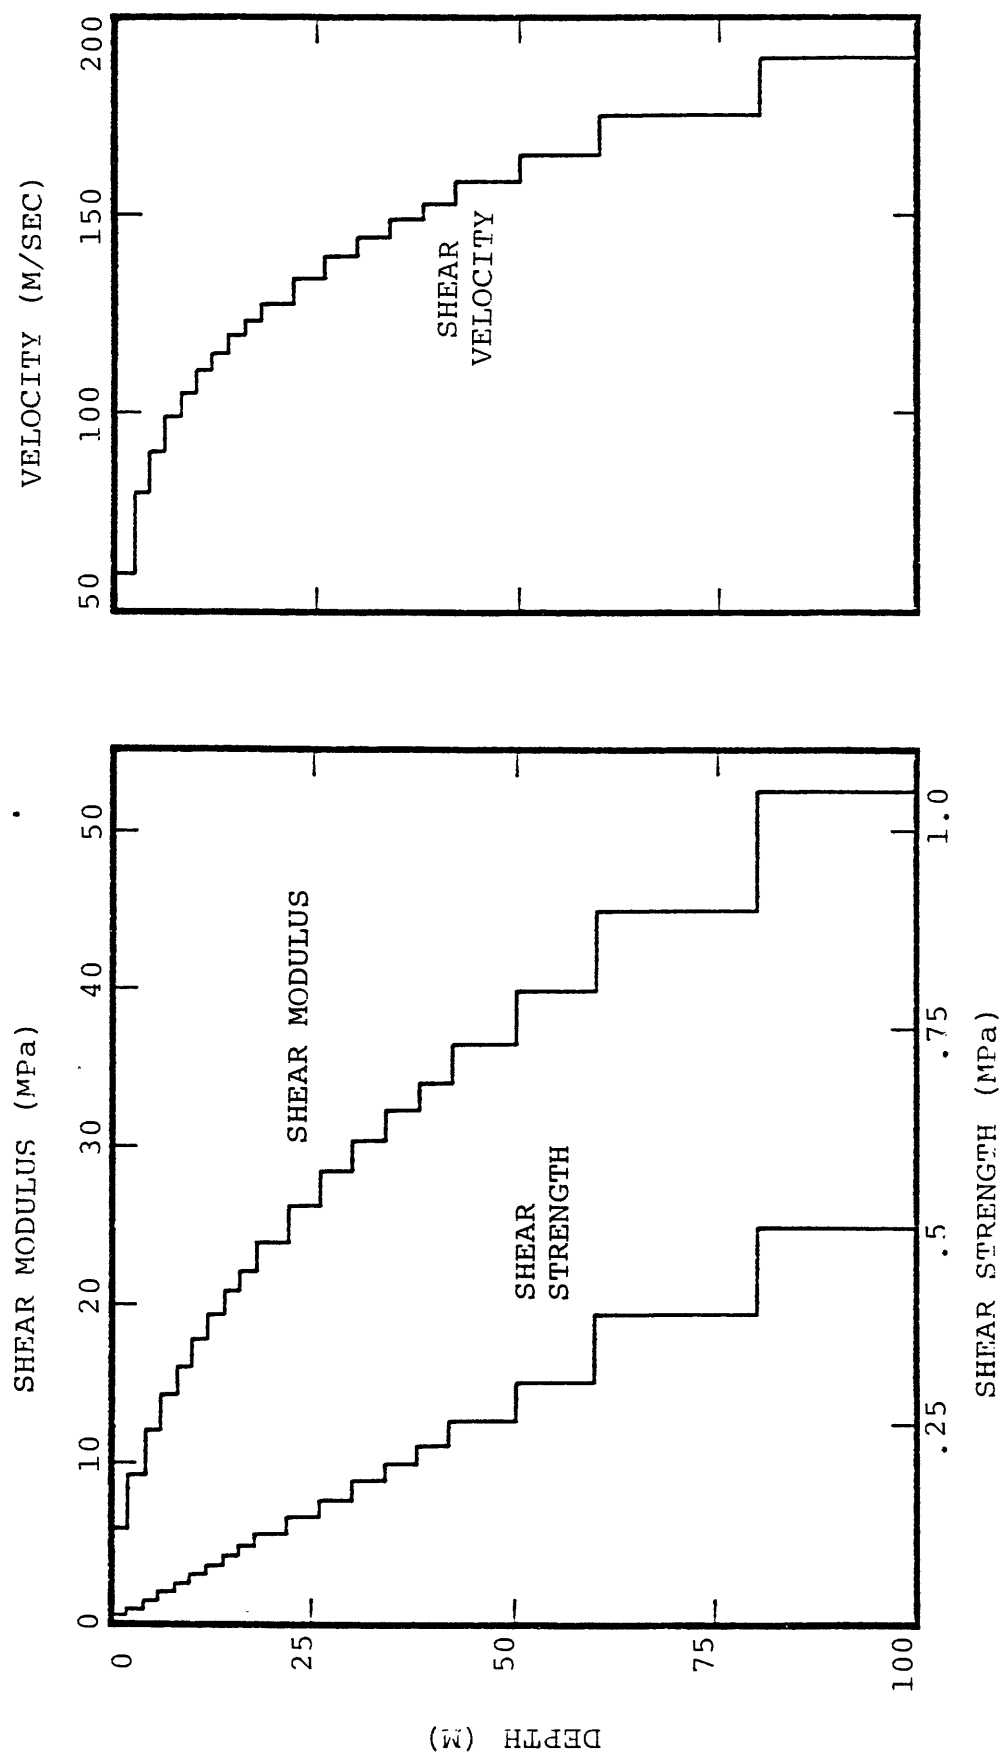 SHEAR MODULUS (MPa)
0 10 20 30 40 50
VELOCITY (M/SEC)
50 100 150 200
DEPTH (M)
0
25
50
75
100
SHEAR MODULUS
SHEAR
STRENGTH
SHEAR
VELOCITY
.25 .5 .75 1.0
SHEAR STRENGTH (MPa)